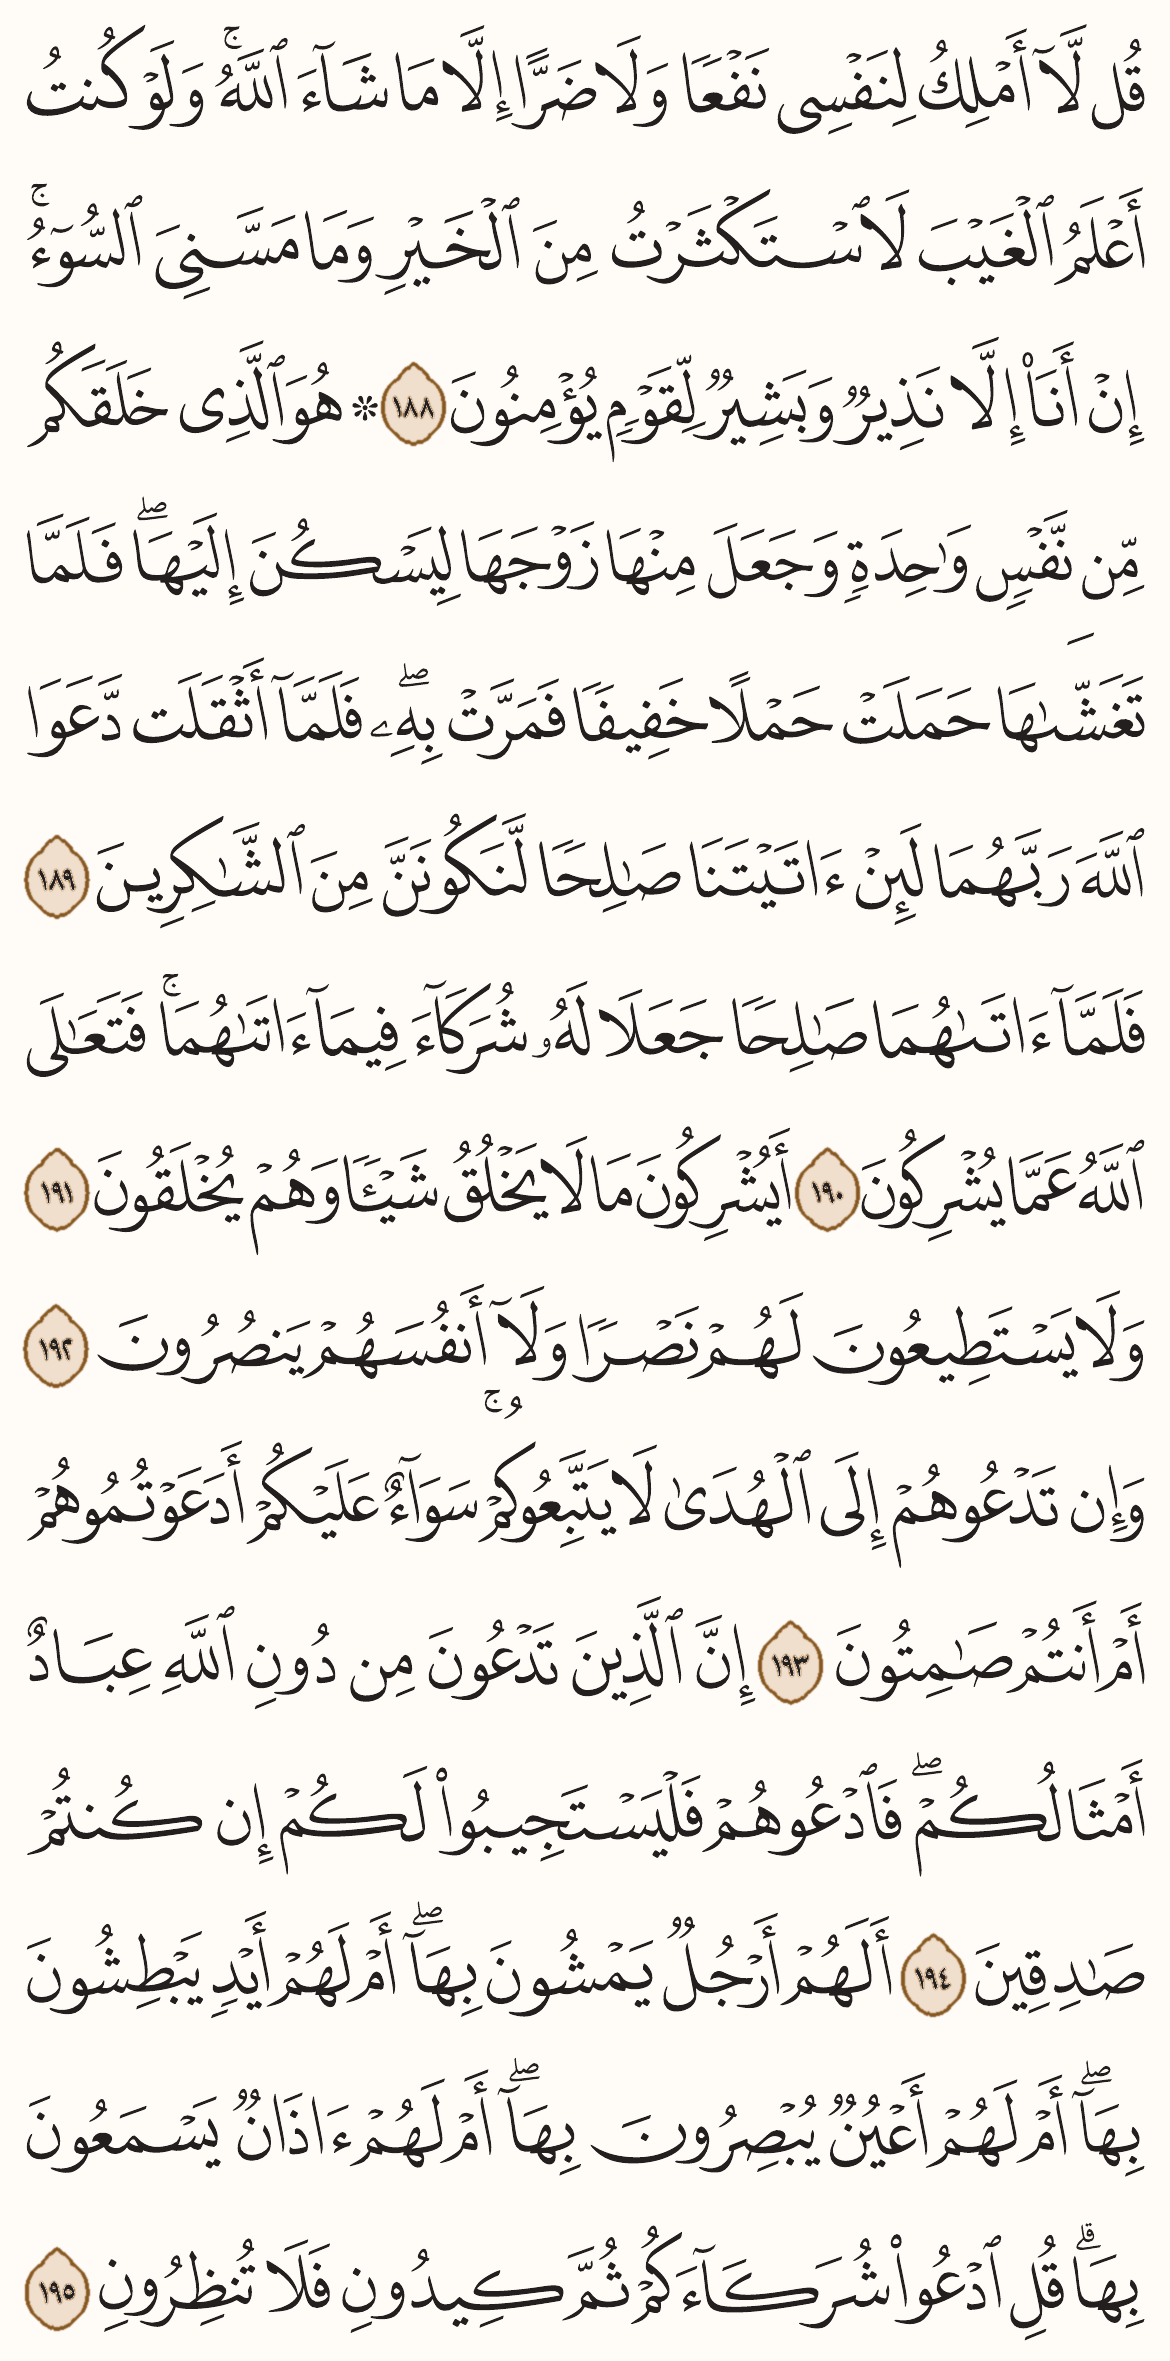 قُل لَّآ أَمْلِكُ لِنَفْسِى نَفْعًا وَلَا ضَرًّا إِلَّا مَا شَآءَ ٱللَّهُ ۚ وَلَوْ كُنتُ
أَعْلَمُ ٱلْغَيْبَ لَٱسْتَكْثَرْتُ مِنَ ٱلْخَيْرِ وَمَا مَسَّنِىَ ٱلسُّوٓءُ ۚ
إِنْ أَنَا۠ إِلَّا نَذِيرٌ وَبَشِيرٌ لِّقَوْمٍ يُؤْمِنُونَ ١٨٨ ۞ هُوَ ٱلَّذِى خَلَقَكُم
مِّن نَّفْسٍ وَٰحِدَةٍ وَجَعَلَ مِنْهَا زَوْجَهَا لِيَسْكُنَ إِلَيْهَا ۖ فَلَمَّا
تَغَشَّىٰهَا حَمَلَتْ حَمْلًا خَفِيفًا فَمَرَّتْ بِهِۦ ۖ فَلَمَّآ أَثْقَلَت دَّعَوَا
ٱللَّهَ رَبَّهُمَا لَئِنْ ءَاتَيْتَنَا صَٰلِحًا لَّنَكُونَنَّ مِنَ ٱلشَّٰكِرِينَ ١٨٩
فَلَمَّآ ءَاتَىٰهُمَا صَٰلِحًا جَعَلَا لَهُۥ شُرَكَآءَ فِيمَآ ءَاتَىٰهُمَا ۚ فَتَعَٰلَى
ٱللَّهُ عَمَّا يُشْرِكُونَ ١٩٠ أَيُشْرِكُونَ مَا لَا يَخْلُقُ شَيْـًٔا وَهُمْ يُخْلَقُونَ ١٩١
وَلَا يَسْتَطِيعُونَ لَهُمْ نَصْرًا وَلَآ أَنفُسَهُمْ يَنصُرُونَ ١٩٢
وَإِن تَدْعُوهُمْ إِلَى ٱلْهُدَىٰ لَا يَتَّبِعُوكُمْ ۚ سَوَآءٌ عَلَيْكُمْ أَدَعَوْتُمُوهُمْ
أَمْ أَنتُمْ صَٰمِتُونَ ١٩٣ إِنَّ ٱلَّذِينَ تَدْعُونَ مِن دُونِ ٱللَّهِ عِبَادٌ
أَمْثَالُكُمْ ۖ فَٱدْعُوهُمْ فَلْيَسْتَجِيبُوا۟ لَكُمْ إِن كُنتُمْ
صَٰدِقِينَ ١٩٤ أَلَهُمْ أَرْجُلٌ يَمْشُونَ بِهَآ ۖ أَمْ لَهُمْ أَيْدٍ يَبْطِشُونَ
بِهَآ ۖ أَمْ لَهُمْ أَعْيُنٌ يُبْصِرُونَ بِهَآ ۖ أَمْ لَهُمْ ءَاذَانٌ يَسْمَعُونَ
بِهَا ۗ قُلِ ٱدْعُوا۟ شُرَكَآءَكُمْ ثُمَّ كِيدُونِ فَلَا تُنظِرُونِ ١٩٥